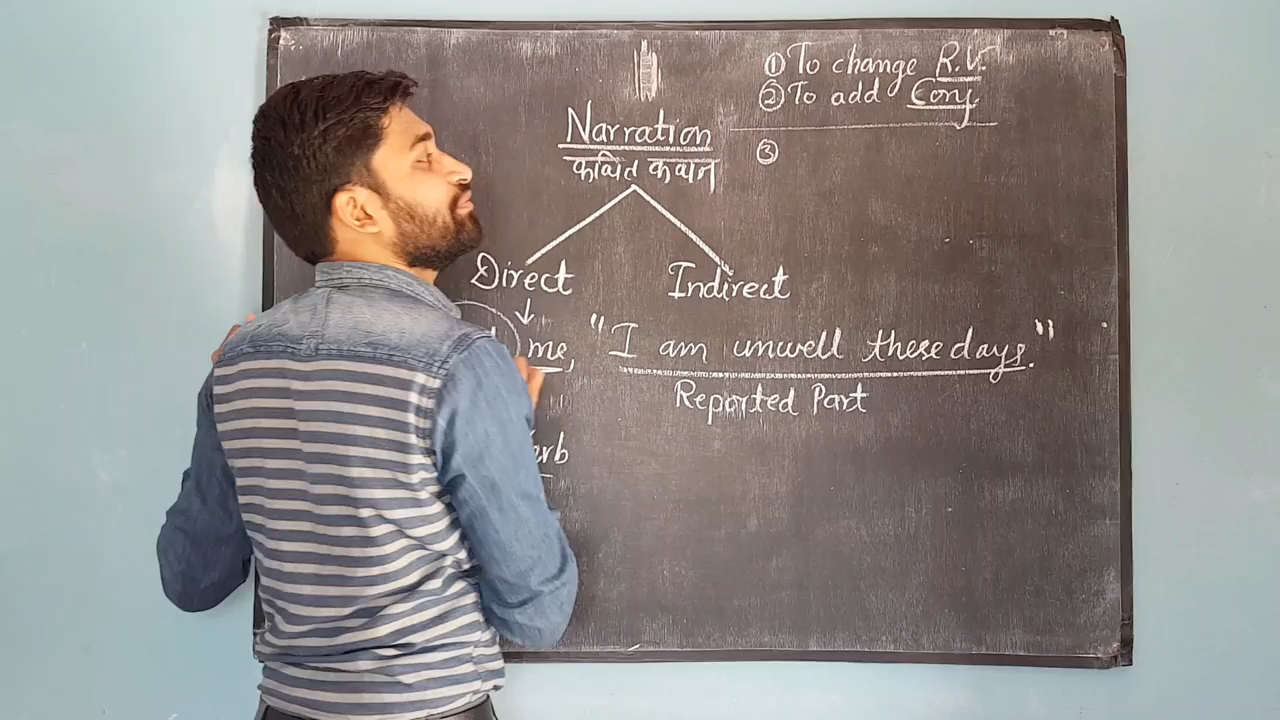 ① To change R.V.
② To add Conj
③
Narration
कथित कथन
Direct Indirect
↓
me, "I am unwell these days."
Reported Part
erb